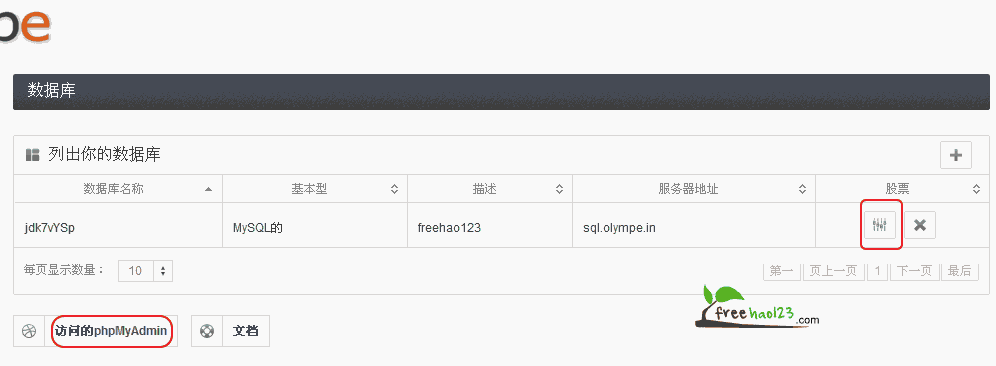 pe
数据库
列出你的数据库
数据库名称 基本型 描述 服务器地址 股票
jdk7vYSp MySQL的 freehao123 sql.olympe.in
每页显示数量： 10 第一 页上一页 1 下一页 最后
freehao123.com
访问的phpMyAdmin 文档